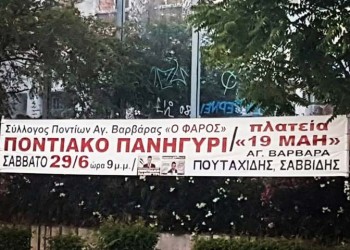 Σύλλογος Ποντίων Αγ. Βαρβάρας «Ο ΦΑΡΟΣ»
ΠΟΝΤΙΑΚΟ ΠΑΝΗΓΥΡΙ/
ΣΑΒΒΑΤΟ 29/6 ώρα 9 μ.μ./
πλατεία
«19 ΜΑΗ»
ΑΓ. ΒΑΡΒΑΡΑ
ΠΟΥΤΑΧΙΔΗΣ, ΣΑΒΒΙΔΗΣ